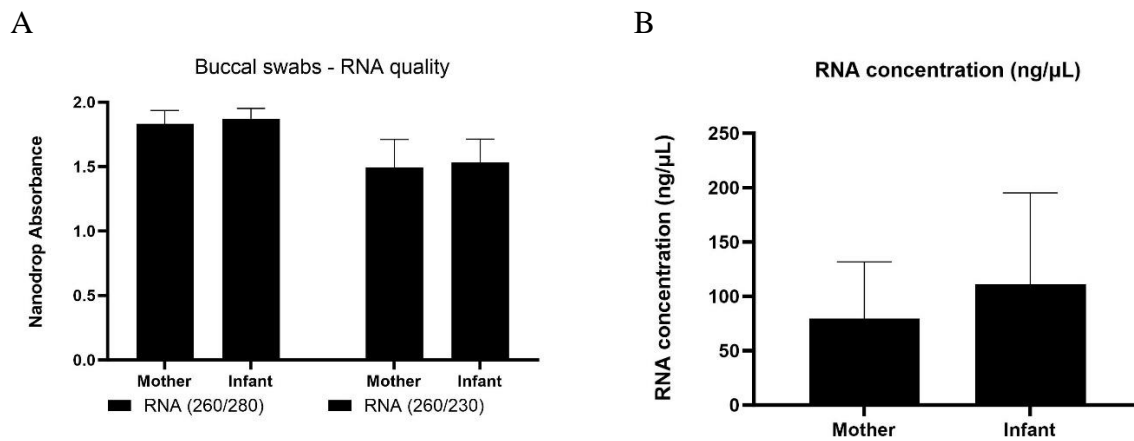 A
Buccal swabs - RNA quality
Nanodrop Absorbance
2.0
1.5
1.0
0.5
0.0
Mother Infant Mother Infant
RNA (260/280) RNA (260/230)
B
RNA concentration (ng/µL)
RNA concentration (ng/µL)
250
200
150
100
50
0
Mother Infant